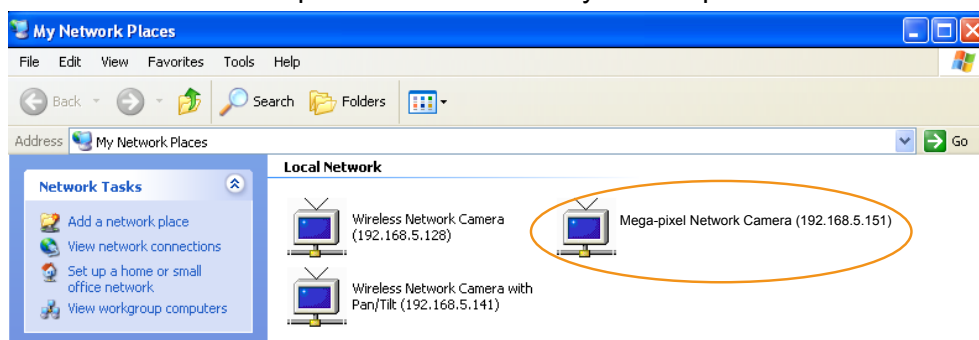 My Network Places
File Edit View Favorites Tools Help
Back Search Folders
Address My Network Places Go
Local Network
Network Tasks
Add a network place
View network connections
Set up a home or small
office network
View workgroup computers
Wireless Network Camera
(192.168.5.128)
Mega-pixel Network Camera (192.168.5.151)
Wireless Network Camera with
Pan/Tilt (192.168.5.141)